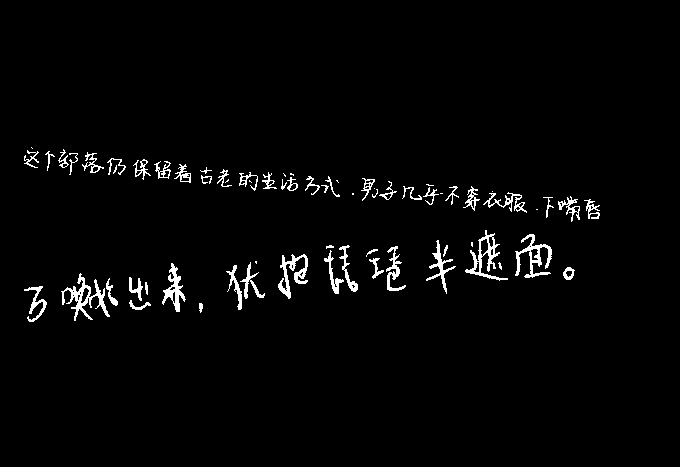 这个部落仍保留着古老的生活方式.男子几乎不穿衣服.下嘴唇
万唤始出来,犹抱琵琶半遮面。